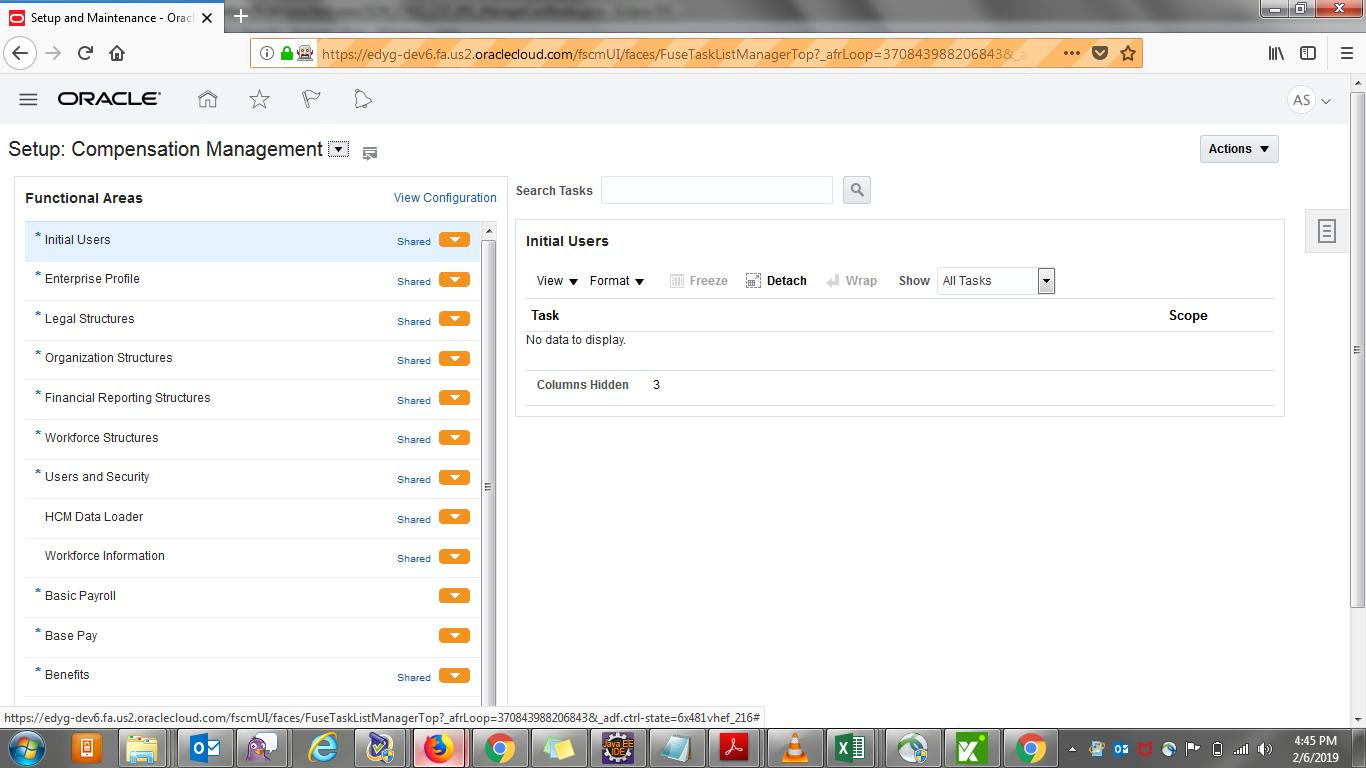 Setup and Maintenance - Orac
https://edyg-dev6.fa.us2.oraclecloud.com/fscmUI/faces/FuseTaskListManagerTop?_afrLoop=370843988206843&_a
ORACLE
AS
Setup: Compensation Management
Actions
Functional Areas
View Configuration
Search Tasks
* Initial Users Shared
* Enterprise Profile Shared
* Legal Structures Shared
* Organization Structures Shared
* Financial Reporting Structures Shared
* Workforce Structures Shared
* Users and Security Shared
HCM Data Loader Shared
Workforce Information Shared
* Basic Payroll
* Base Pay
* Benefits Shared
Initial Users
View Format Freeze Detach Wrap Show All Tasks
Task Scope
No data to display.
Columns Hidden 3
https://edyg-dev6.fa.us2.oraclecloud.com/fscmUI/faces/FuseTaskListManagerTop?_afrLoop=370843988206843&_adf.ctrl-state=6x481vhef_216#
Java EE
IDE
4:45 PM
2/6/2019